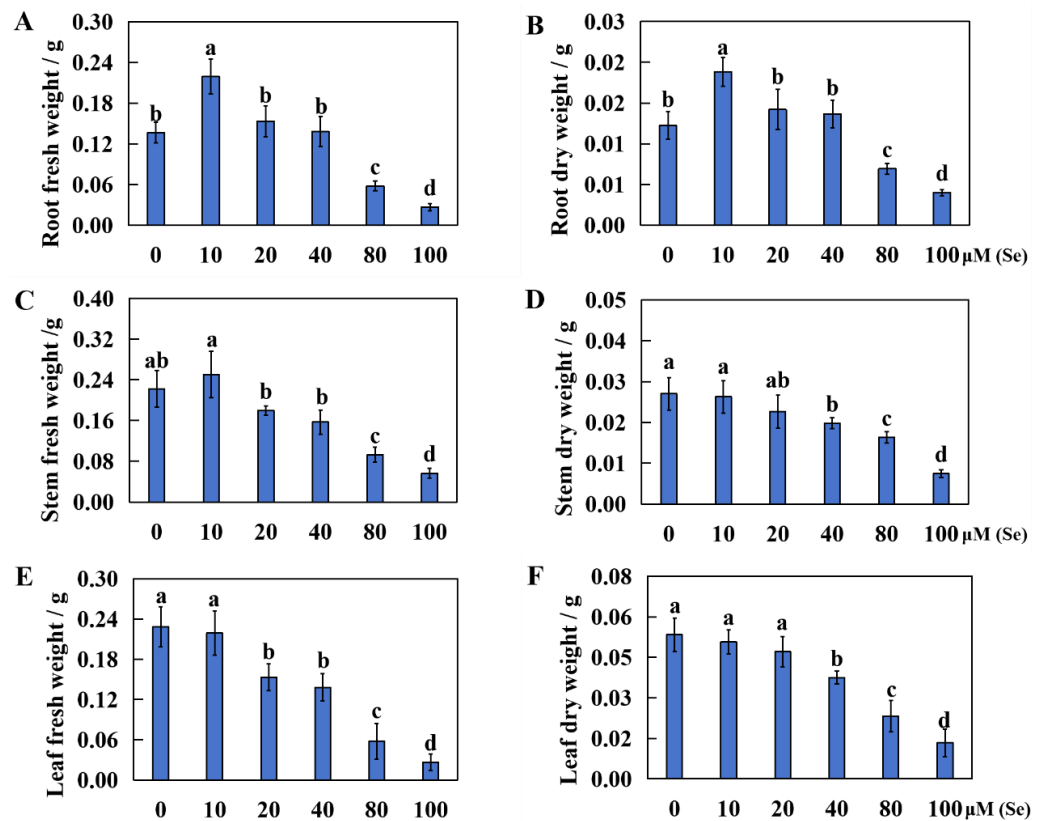 A
Root fresh weight / g
0.30
0.24
0.18
0.12
0.06
0.00
b a b b c d
0 10 20 40 80 100
B
Root dry weight / g
0.03
0.02
0.02
0.01
0.01
0.00
b a b b c d
0 10 20 40 80 100 μM (Se)
C
Stem fresh weight /g
0.40
0.32
0.24
0.16
0.08
0.00
ab a b b c d
0 10 20 40 80 100
D
Stem dry weight / g
0.05
0.04
0.03
0.02
0.01
0.00
a a ab b c d
0 10 20 40 80 100 μM (Se)
E
Leaf fresh weight / g
0.30
0.24
0.18
0.12
0.06
0.00
a a b b c d
0 10 20 40 80 100
F
Leaf dry weight / g
0.08
0.06
0.05
0.03
0.02
0.00
a a a b c d
0 10 20 40 80 100 μM (Se)